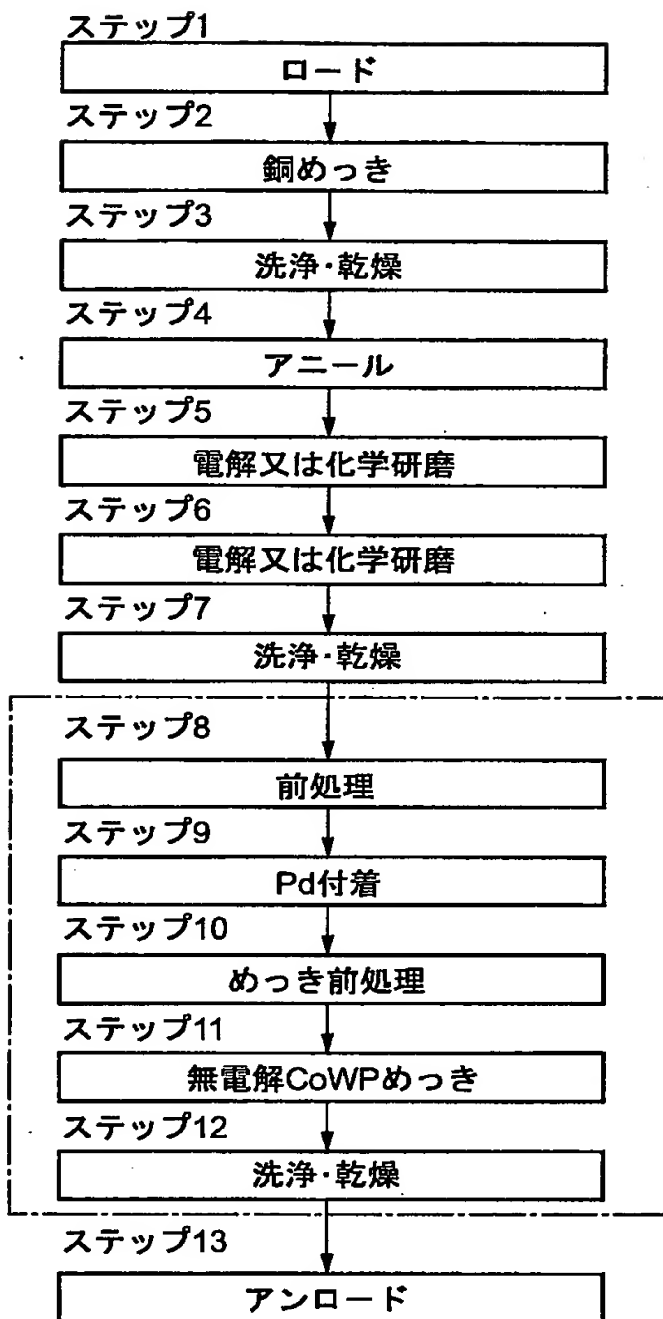 ステップ1
ロード
ステップ2
銅めっき
ステップ3
洗浄・乾燥
ステップ4
アニール
ステップ5
電解又は化学研磨
ステップ6
電解又は化学研磨
ステップ7
洗浄・乾燥
ステップ8
前処理
ステップ9
Pd付着
ステップ10
めっき前処理
ステップ11
無電解CoWPめっき
ステップ12
洗浄・乾燥
ステップ13
アンロード